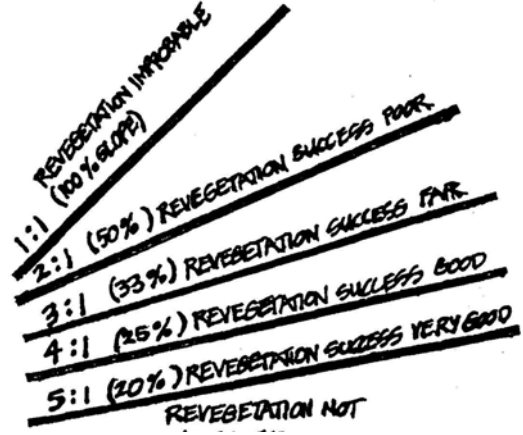 REVEGETATION IMPROBABLE
1:1 (100% SLOPE)
2:1 (50%) REVEGETATION SUCCESS POOR
3:1 (33%) REVEGETATION SUCCESS FAIR
4:1 (25%) REVEGETATION SUCCESS GOOD
5:1 (20%) REVEGETATION SUCCESS VERY GOOD
REVEGETATION NOT